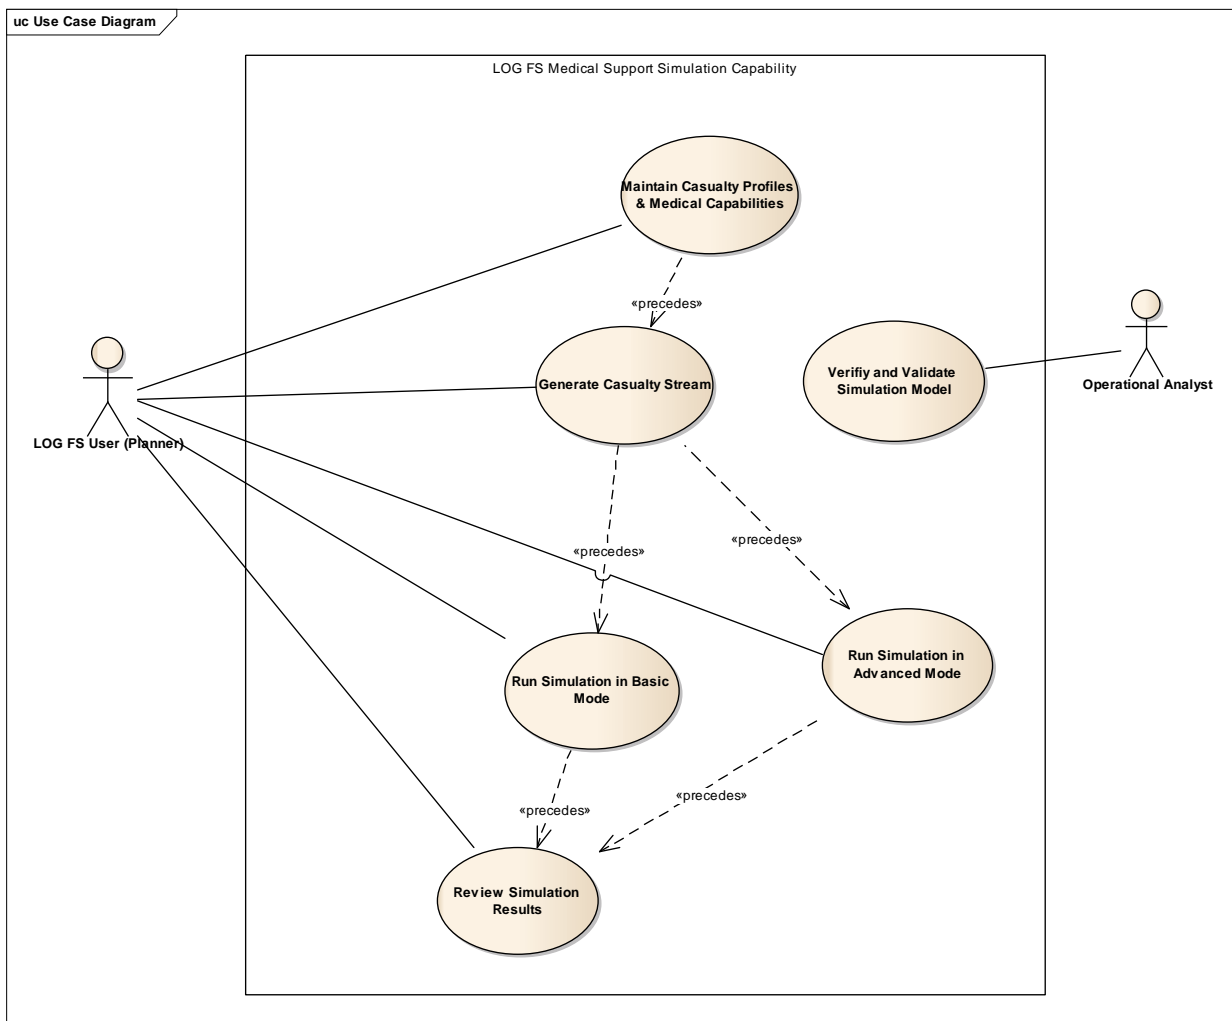 uc Use Case Diagram
LOG FS Medical Support Simulation Capability
Maintain Casualty Profiles
& Medical Capabilities
«precedes»
Generate Casualty Stream
Verifiy and Validate
Simulation Model
Operational Analyst
LOG FS User (Planner)
«precedes»
«precedes»
Run Simulation in Basic
Mode
Run Simulation in
Advanced Mode
«precedes»
«precedes»
Review Simulation
Results